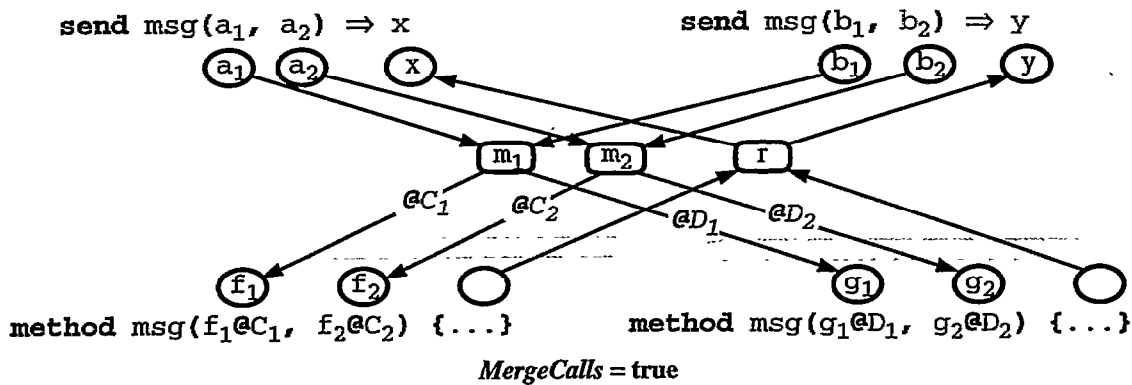 send msg(a₁, a₂) ⇒ x
send msg(b₁, b₂) ⇒ y
a₁ a₂ x b₁ b₂ y
m₁ m₂ r
@C₁ @C₂ @D₁ @D₂
f₁ f₂ g₁ g₂
method msg(f₁@C₁, f₂@C₂) {...}
method msg(g₁@D₁, g₂@D₂) {...}
MergeCalls = true